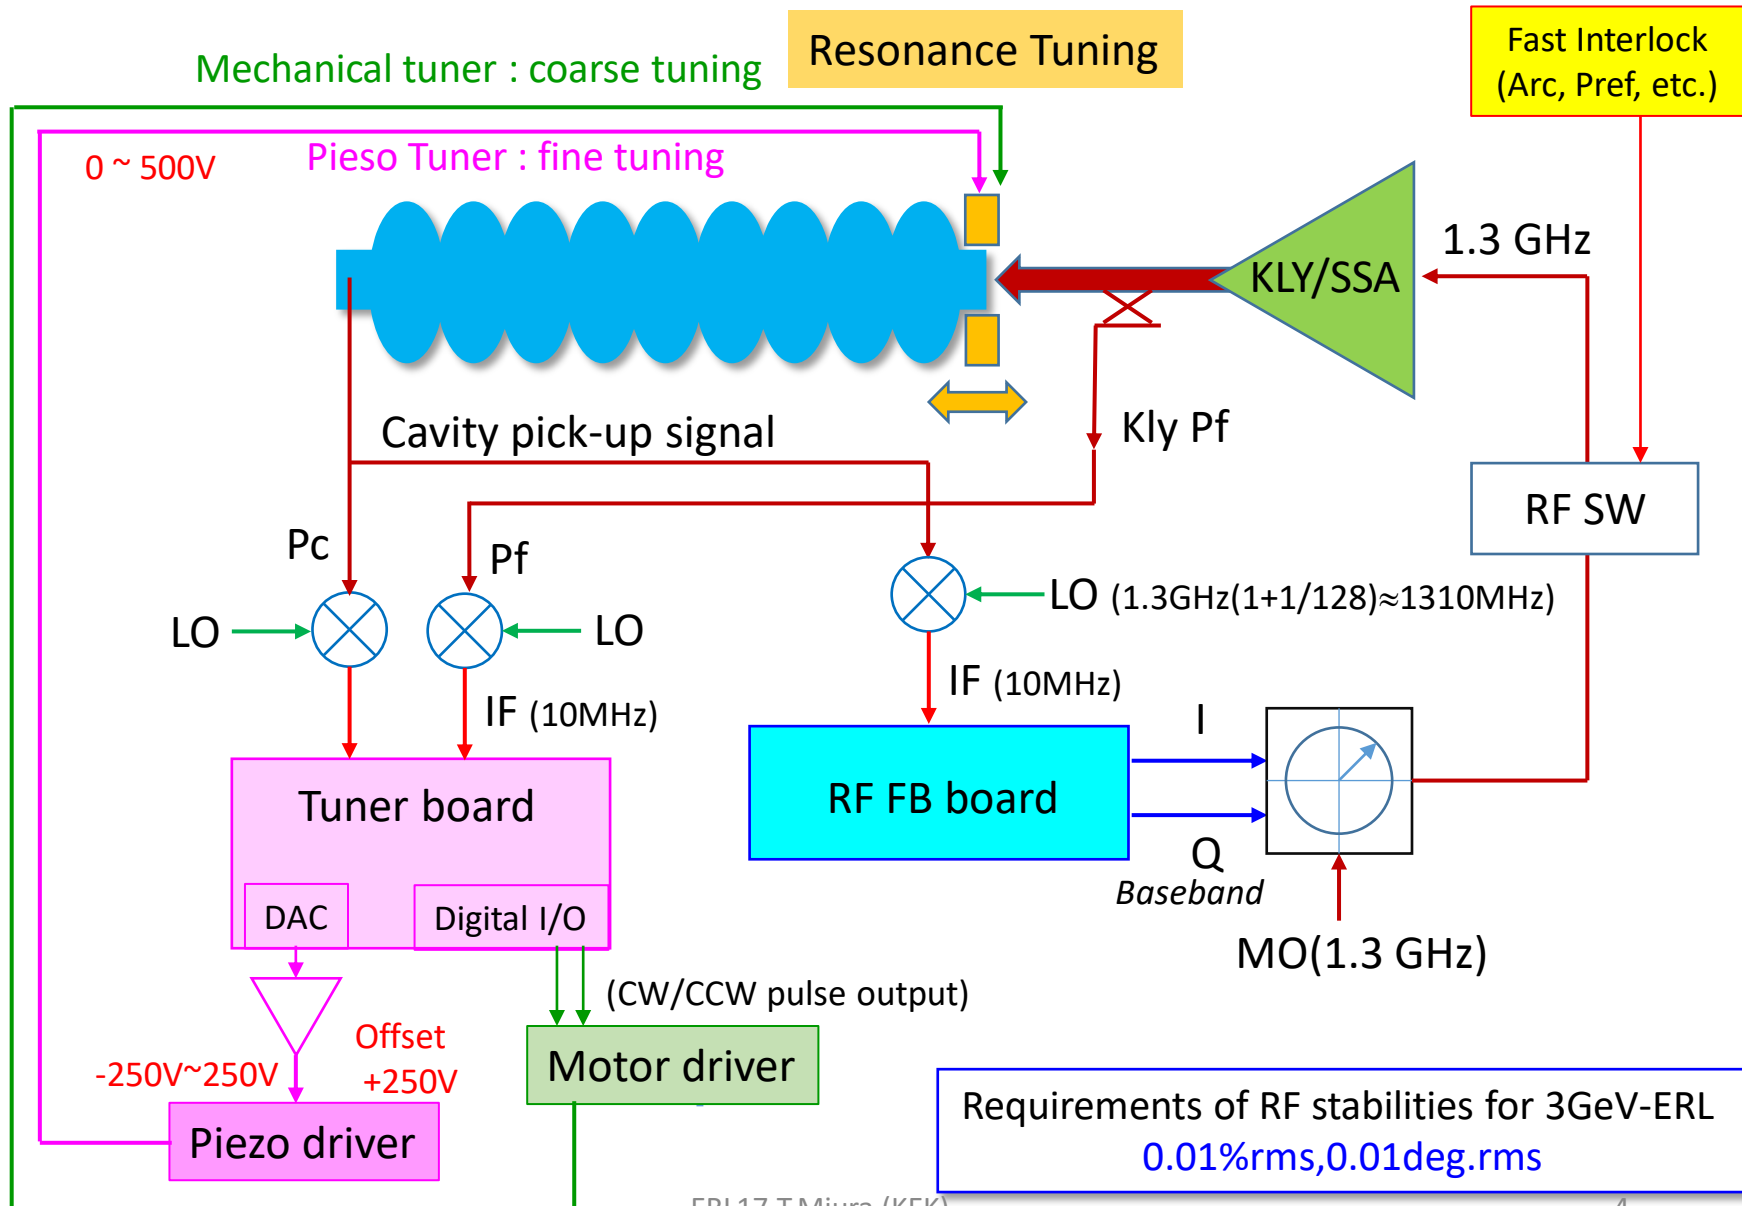 Resonance Tuning
Fast Interlock
(Arc, Pref, etc.)
Mechanical tuner : coarse tuning
0 ~ 500V
Pieso Tuner : fine tuning
1.3 GHz
KLY/SSA
Cavity pick-up signal
Kly Pf
RF SW
Pc
Pf
LO
LO
LO (1.3GHz(1+1/128)≈1310MHz)
IF (10MHz)
IF (10MHz)
I
Tuner board
RF FB board
Q
Baseband
DAC
Digital I/O
MO(1.3 GHz)
(CW/CCW pulse output)
Offset
+250V
-250V~250V
Motor driver
Piezo driver
Requirements of RF stabilities for 3GeV-ERL
0.01%rms,0.01deg.rms